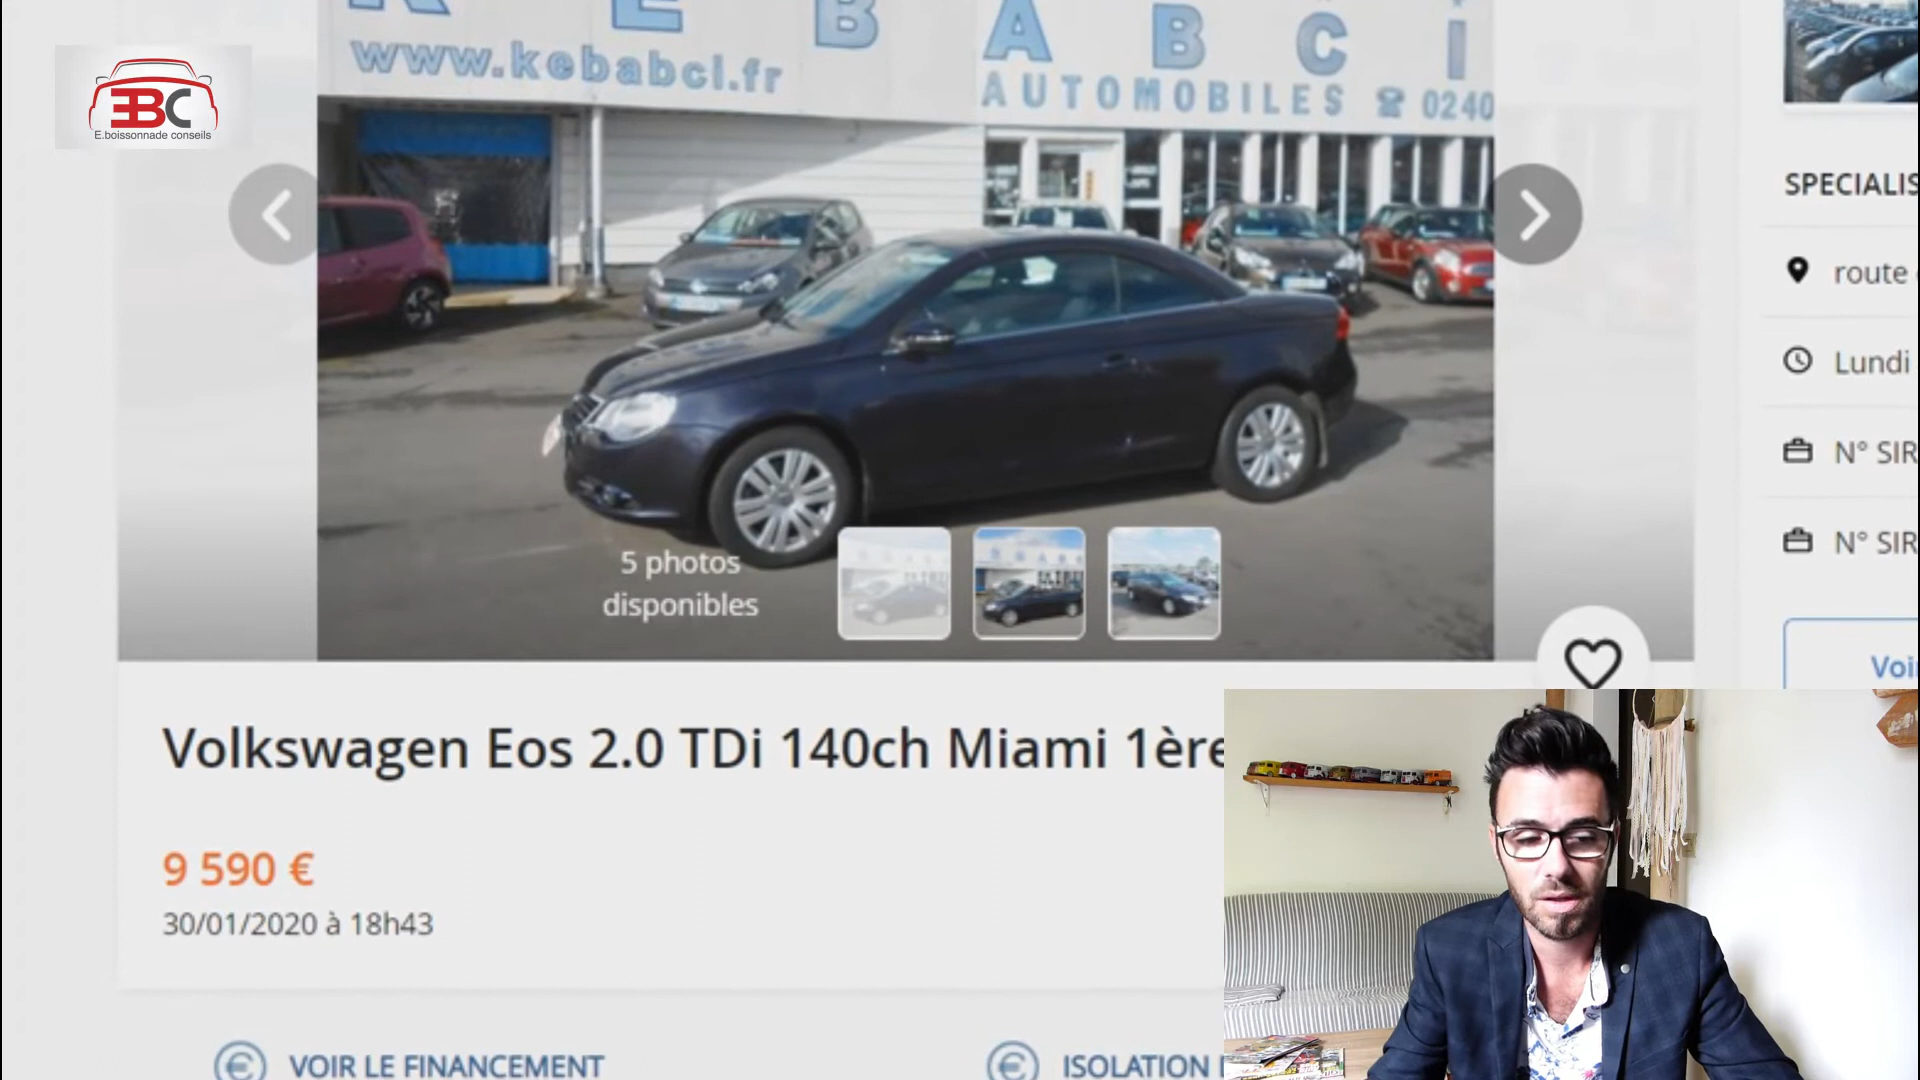 K E B A B C I
www.kebabci.fr
AUTOMOBILES ☎ 0240
EBC
E.boissonnade conseils
5 photos
disponibles
SPECIALIS
route
Lundi
N° SIR
N° SIR
Voi
Volkswagen Eos 2.0 TDi 140ch Miami 1ère
9 590 €
30/01/2020 à 18h43
VOIR LE FINANCEMENT
ISOLATION